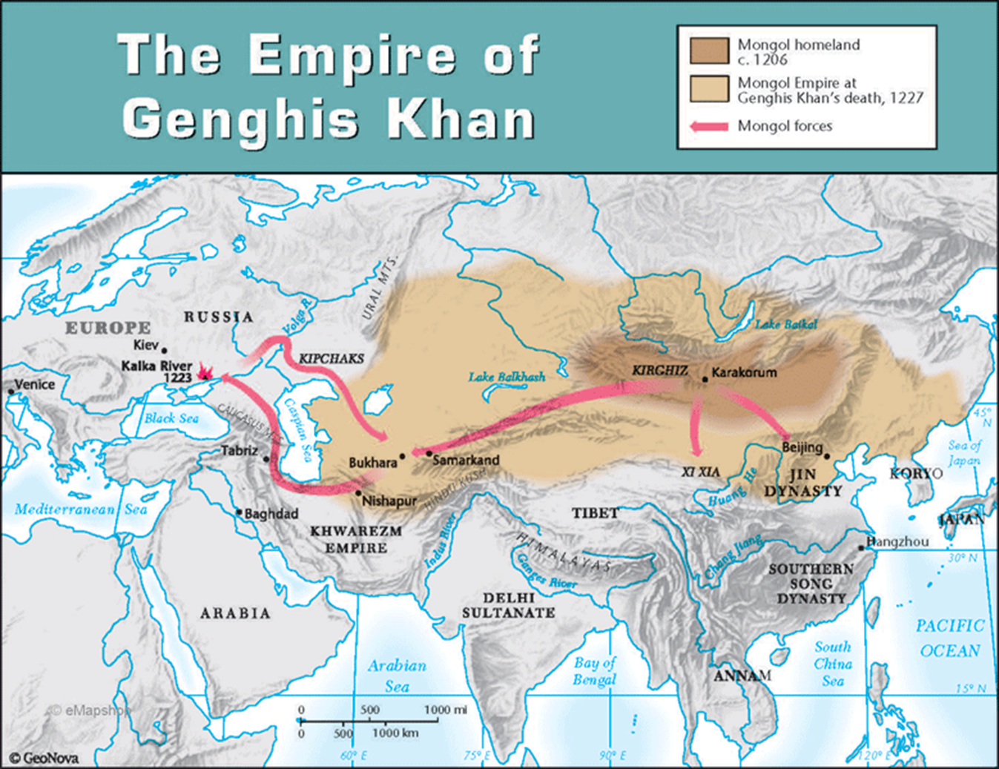 The Empire of
Genghis Khan
Mongol homeland
c. 1206
Mongol Empire at
Genghis Khan's death, 1227
Mongol forces
URAL MTS.
RUSSIA
EUROPE
Volga R.
Lake Baikal
Kiev
KIPCHAKS
Kalka River
1223
KIRGHIZ
Karakorum
Venice
Lake Balkhash
CAUCASUS MTS.
Black Sea
Caspian Sea
45°
N
Tabriz
Bukhara
Samarkand
Beijing
Sea of
Japan
XI XIA
JIN
DYNASTY
KORYO
HINDU KUSH
Huang He
Nishapur
Mediterranean Sea
Baghdad
TIBET
JAPAN
KHWAREZM
EMPIRE
Indus River
HIMALAYAS
Ganges River
Chang Jiang
Hangzhou
30° N
SOUTHERN
SONG
DYNASTY
DELHI
SULTANATE
ARABIA
PACIFIC
OCEAN
Arabian
Sea
Bay of
Bengal
South
China
Sea
ANNAM
15° N
© eMapshop
0 500 1000 mi
0 500 1000 km
© GeoNova
60° E
75° E
90° E
120° E